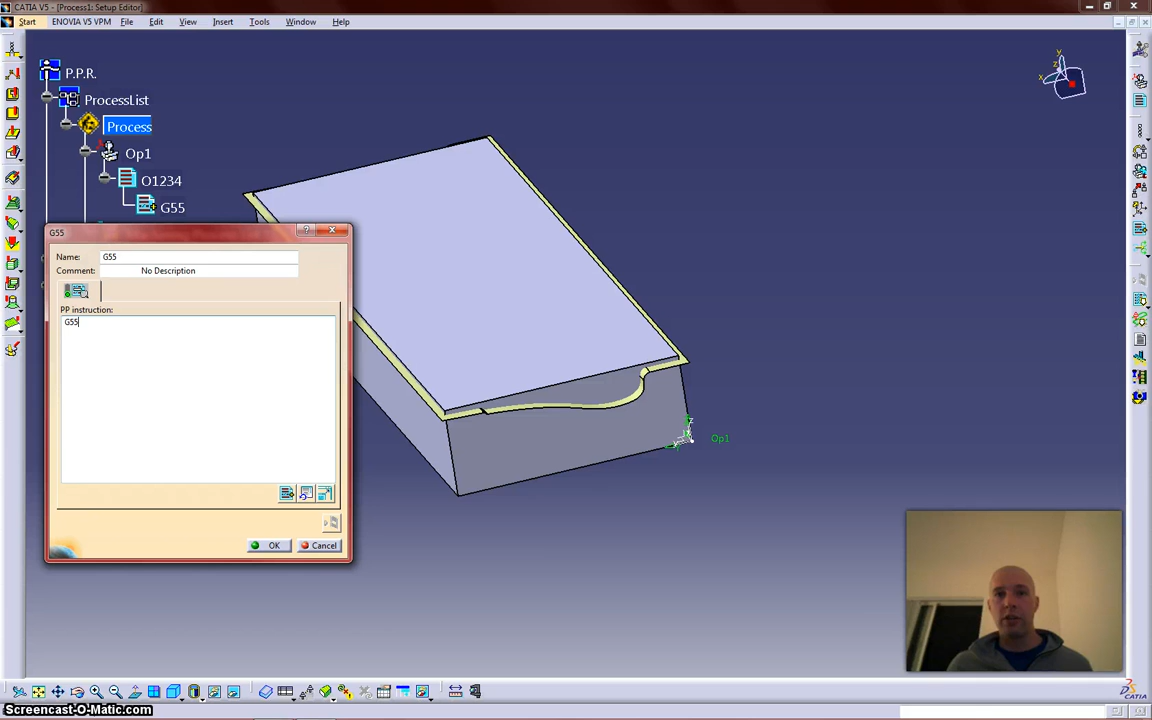 CATIA V5 - [Process1: Setup Editor]
Start ENOVIA V5 VPM File Edit View Insert Tools Window Help
P.P.R.
ProcessList
Process
Op1
O1234
G55
G55
Name: G55
Comment: No Description
PP instruction:
G55
OK Cancel
Op1
x y z
z
Screencast-O-Matic.com
CATIA